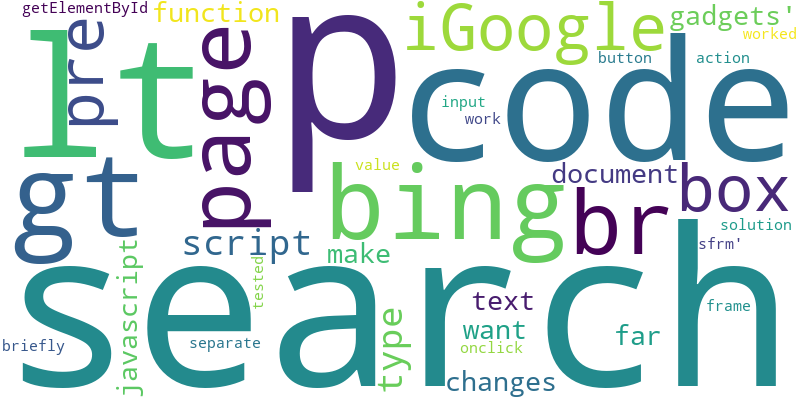 getElementById
function
iGoogle
gadgets'
worked
lt
pre
page
p
code
button
action
input
work
gt
bing
value
document
box
br
script
make
solution
sfrm'
search
javascript
tested
type
text
want
far
frame
briefly
separate
onclick
changes